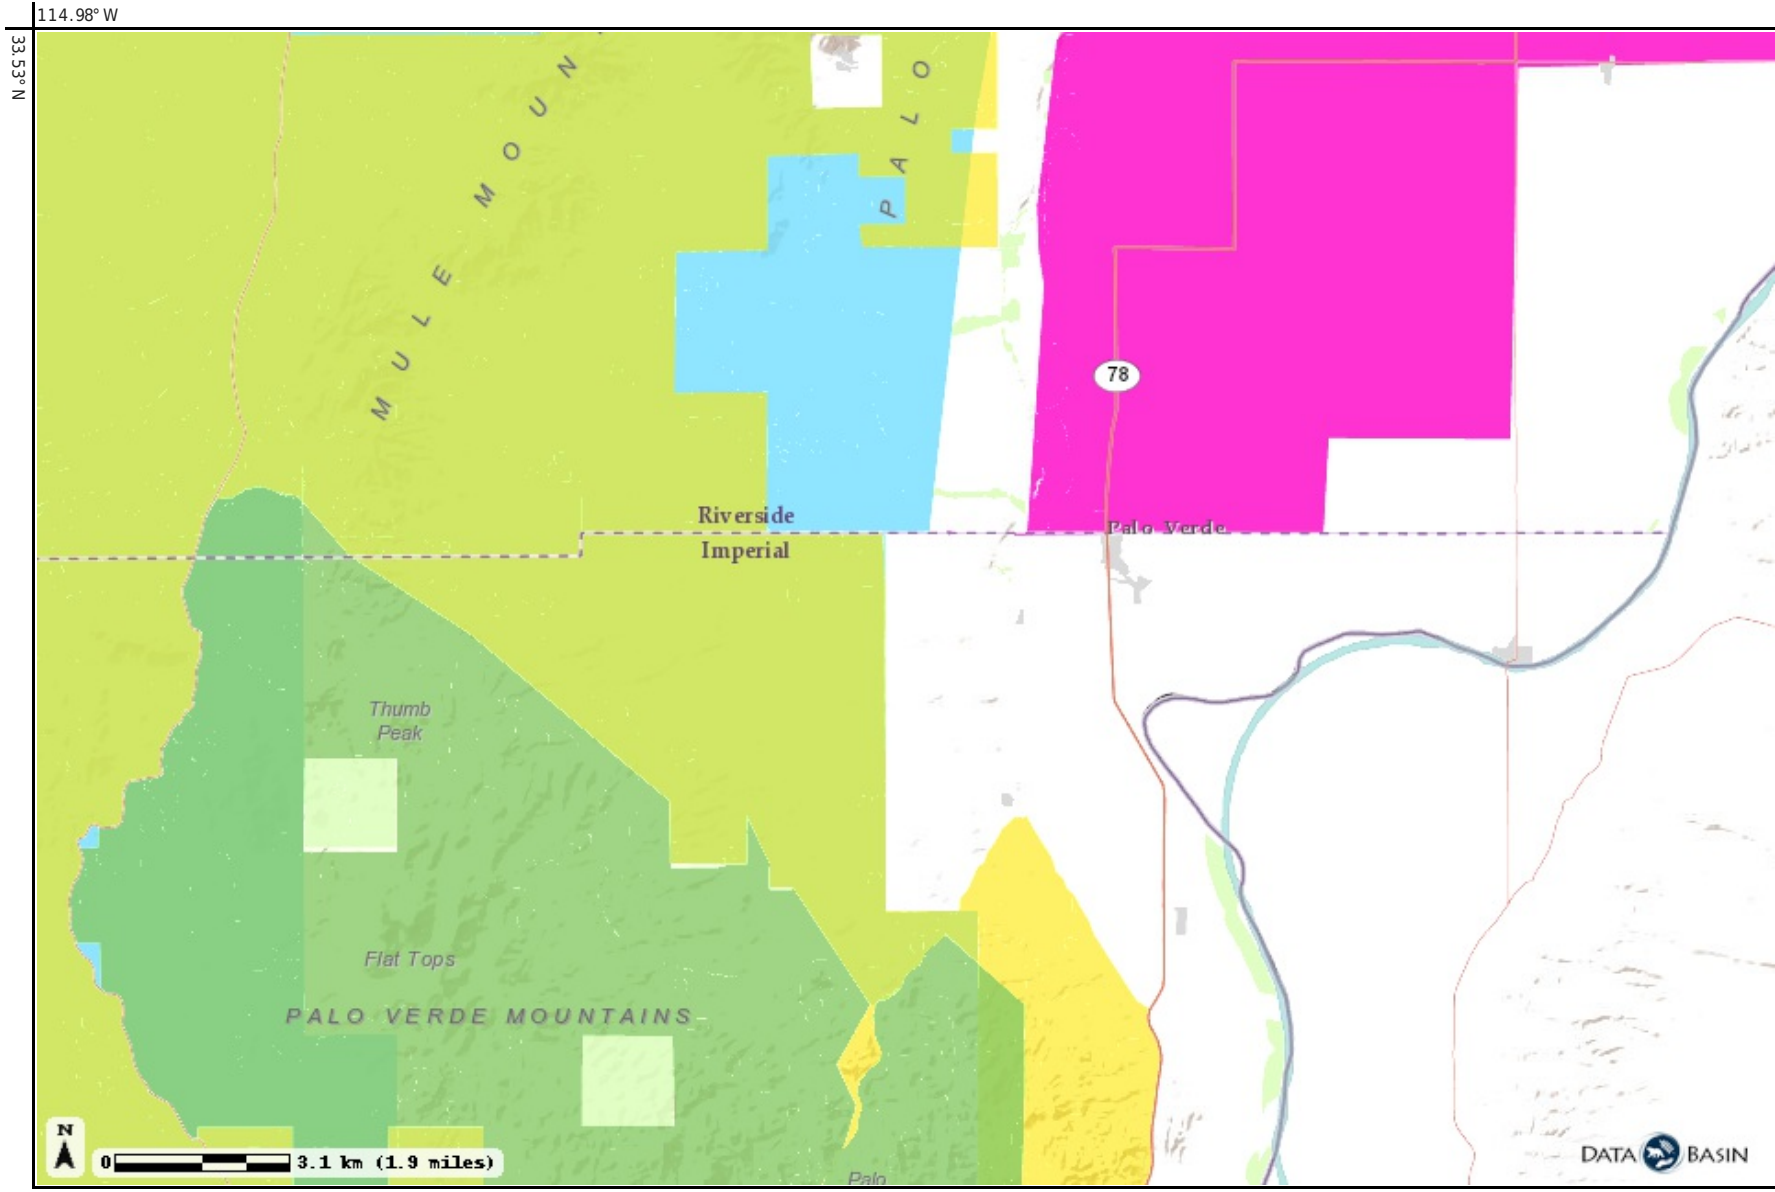 114.98° W
33.53° N
MULE MOUN
PALO
78
Riverside
Palo Verde
Imperial
Thumb
Peak
Flat Tops
PALO VERDE MOUNTAINS
Palo
N
0 3.1 km (1.9 miles)
DATA BASIN